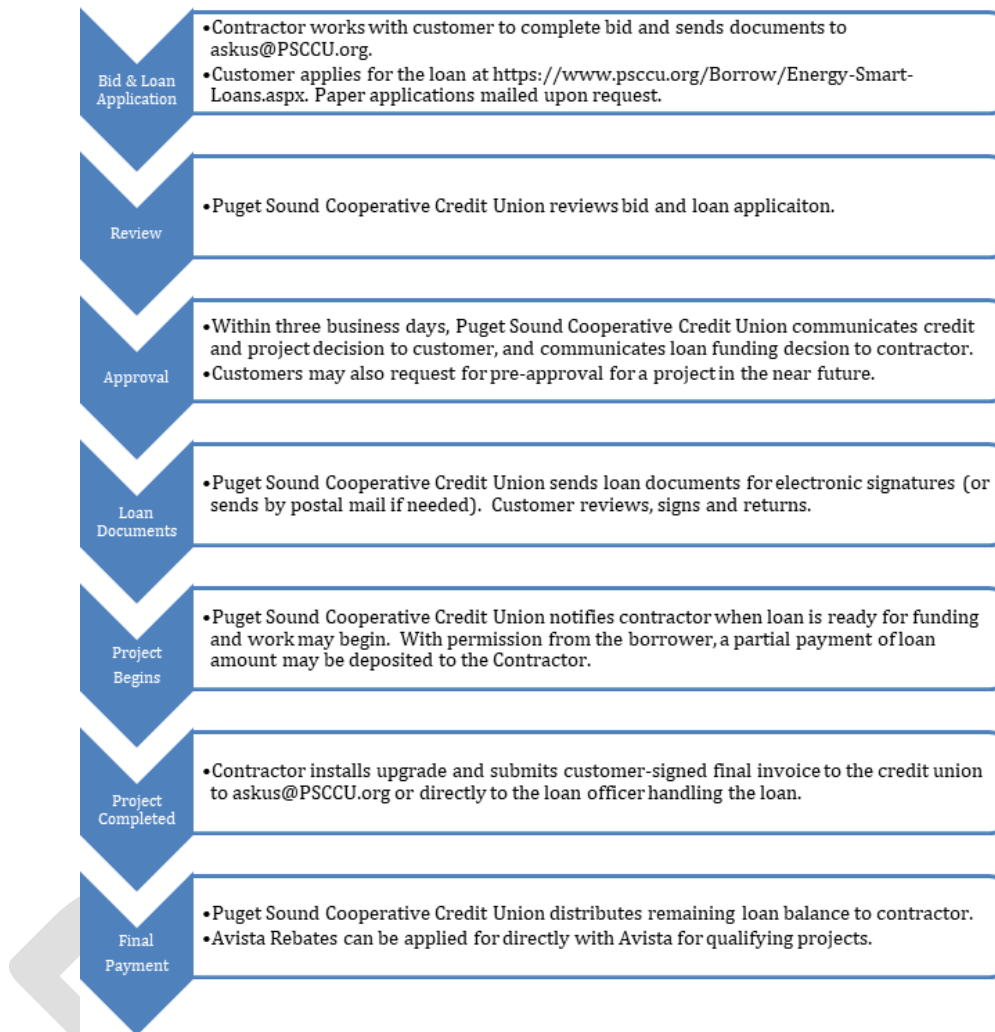 Bid & Loan
Application
•Contractor works with customer to complete bid and sends documents to
askus@PSCCU.org.
•Customer applies for the loan at https://www.psccu.org/Borrow/Energy-Smart-
Loans.aspx. Paper applications mailed upon request.
Review
•Puget Sound Cooperative Credit Union reviews bid and loan applicaiton.
Approval
•Within three business days, Puget Sound Cooperative Credit Union communicates credit
and project decision to customer, and communicates loan funding decsion to contractor.
•Customers may also request for pre-approval for a project in the near future.
Loan
Documents
•Puget Sound Cooperative Credit Union sends loan documents for electronic signatures (or
sends by postal mail if needed). Customer reviews, signs and returns.
Project
Begins
•Puget Sound Cooperative Credit Union notifies contractor when loan is ready for funding
and work may begin. With permission from the borrower, a partial payment of loan
amount may be deposited to the Contractor.
Project
Completed
•Contractor installs upgrade and submits customer-signed final invoice to the credit union
to askus@PSCCU.org or directly to the loan officer handling the loan.
Final
Payment
•Puget Sound Cooperative Credit Union distributes remaining loan balance to contractor.
•Avista Rebates can be applied for directly with Avista for qualifying projects.